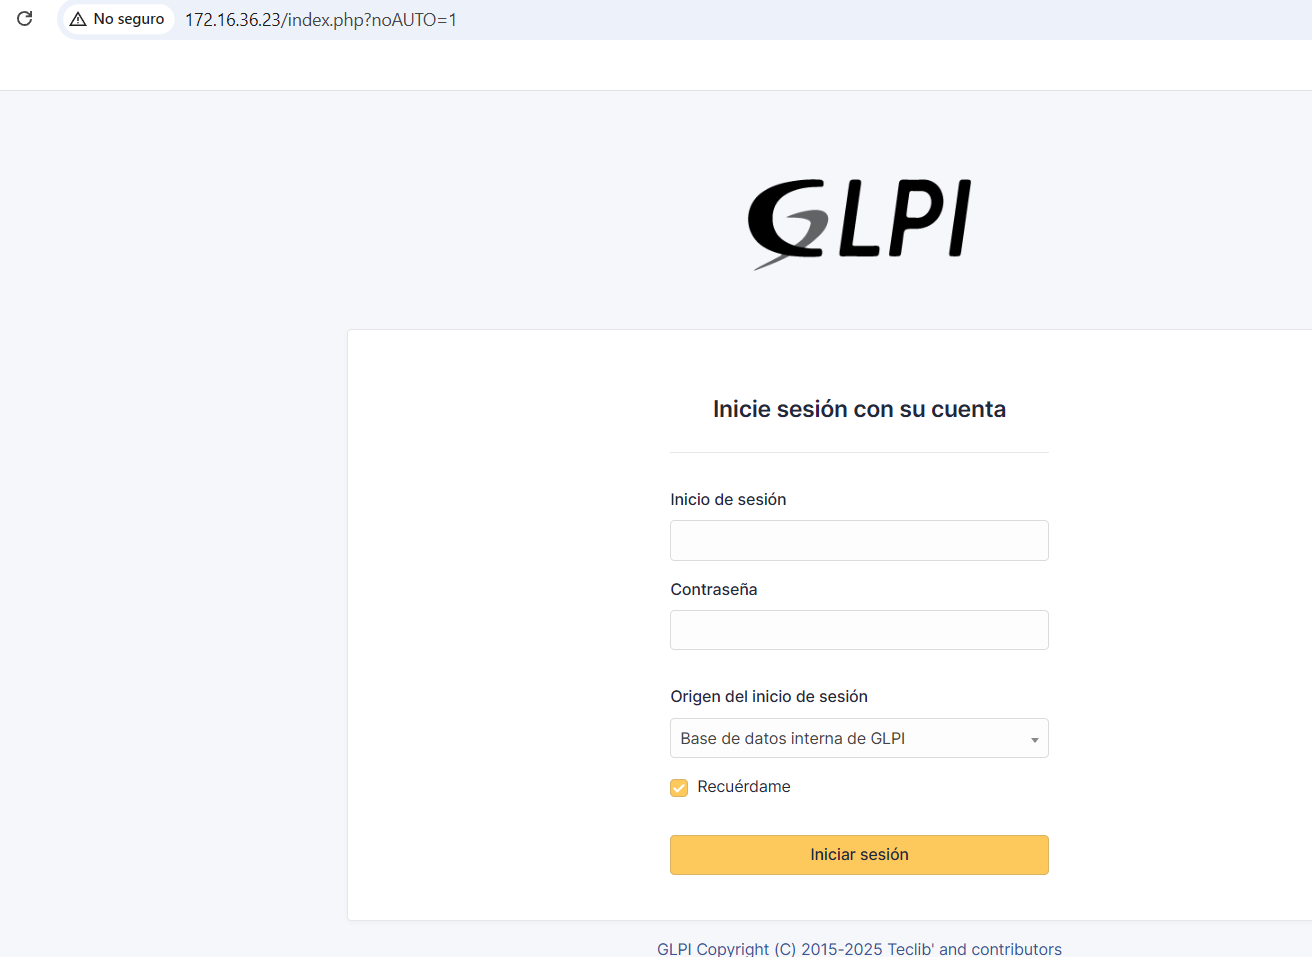 No seguro 172.16.36.23/index.php?noAUTO=1
GLPI
Inicie sesión con su cuenta
Inicio de sesión
Contraseña
Origen del inicio de sesión
Base de datos interna de GLPI
Recuérdame
Iniciar sesión
GLPI Copyright (C) 2015-2025 Teclib' and contributors